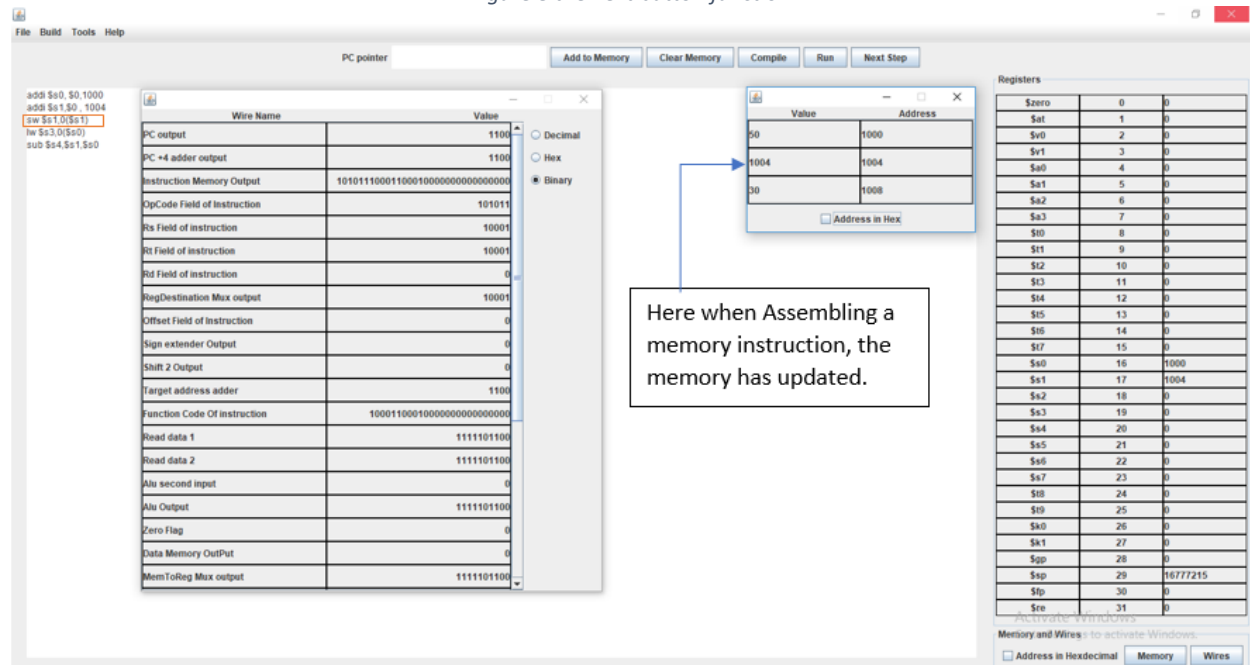 File Build Tools Help
PC pointer
Add to Memory
Clear Memory
Compile
Run
Next Step
addi $s0, $0,1000
addi $s1,$0 , 1004
sw $s1,0($s1)
lw $s3,0($s0)
sub $s4,$s1,$s0
Wire Name Value
PC output 1100
PC +4 adder output 1100
Instruction Memory Output 10101110001100010000000000000000
OpCode Field of Instruction 101011
Rs Field of instruction 10001
Rt Field of instruction 10001
Rd Field of instruction 0
RegDestination Mux output 10001
Offset Field of Instruction 0
Sign extender Output 0
Shift 2 Output 0
Target address adder 1100
Function Code Of instruction 10001100010000000000000000
Read data 1 1111101100
Read data 2 1111101100
Alu second input 0
Alu Output 1111101100
Zero Flag 0
Data Memory OutPut 0
MemToReg Mux output 1111101100
Decimal
Hex
Binary
Value Address
50 1000
1004 1004
30 1008
Address in Hex
Here when Assembling a
memory instruction, the
memory has updated.
Registers
$zero 0 0
$at 1 0
$v0 2 0
$v1 3 0
$a0 4 0
$a1 5 0
$a2 6 0
$a3 7 0
$t0 8 0
$t1 9 0
$t2 10 0
$t3 11 0
$t4 12 0
$t5 13 0
$t6 14 0
$t7 15 0
$s0 16 1000
$s1 17 1004
$s2 18 0
$s3 19 0
$s4 20 0
$s5 21 0
$s6 22 0
$s7 23 0
$t8 24 0
$t9 25 0
$k0 26 0
$k1 27 0
$gp 28 0
$sp 29 16777215
$fp 30 0
$re 31 0
Activate Windows
to activate Windows.
Memory and Wires
Address in Hexdecimal
Memory
Wires